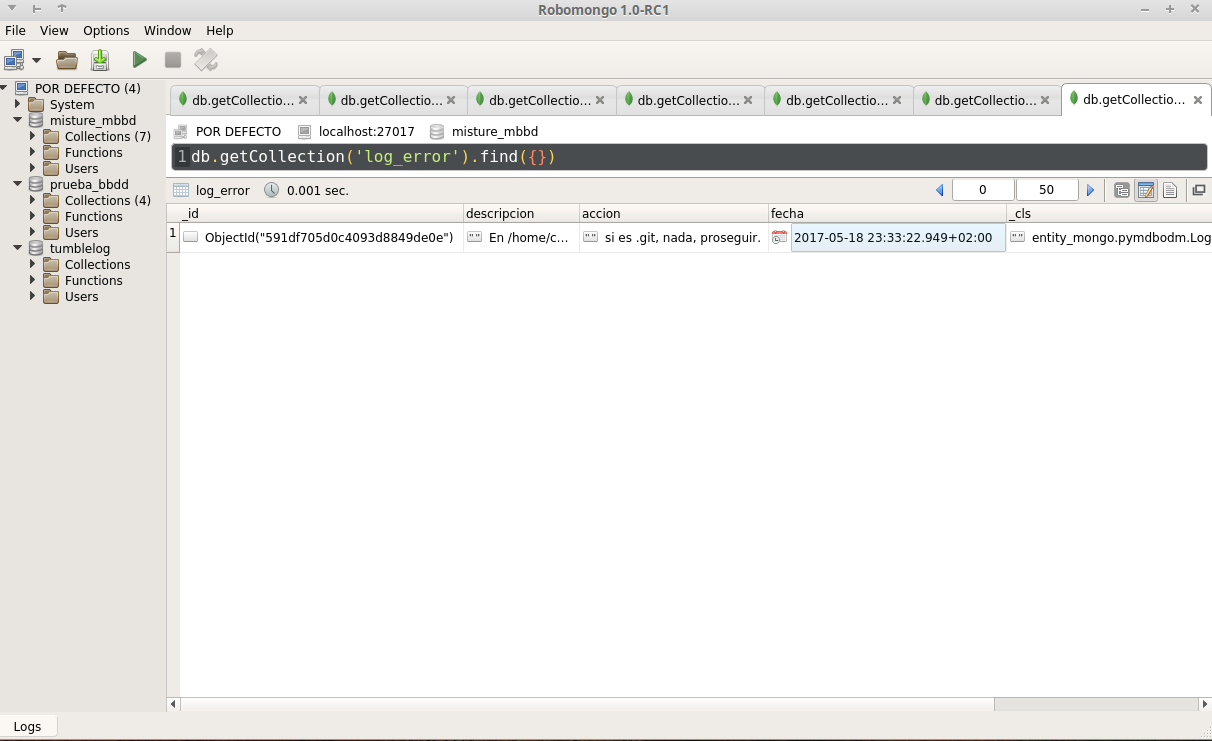 Robomongo 1.0-RC1
File View Options Window Help
POR DEFECTO (4)
System
misture_mbbd
Collections (7)
Functions
Users
prueba_bbdd
Collections (4)
Functions
Users
tumblelog
Collections
Functions
Users
db.getCollectio... db.getCollectio... db.getCollectio... db.getCollectio... db.getCollectio... db.getCollectio... db.getCollectio...
POR DEFECTO localhost:27017 misture_mbbd
1 db.getCollection('log_error').find({})
log_error 0.001 sec. 0 50
_id descripcion accion fecha _cls
1 ObjectId("591df705d0c4093d8849de0e") En /home/c... si es .git, nada, proseguir. 2017-05-18 23:33:22.949+02:00 entity_mongo.pymdbodm.Log
Logs